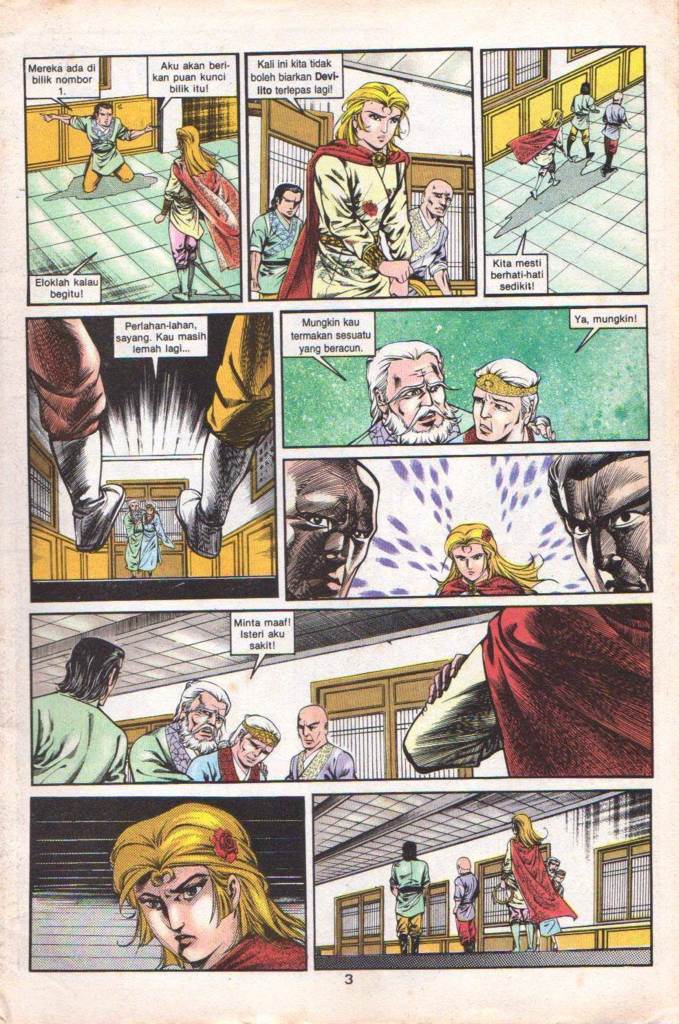 Mereka ada di
bilik nombor
1.
Aku akan beri-
kan puan kunci
bilik itu!
Eloklah kalau
begitu!
Kali ini kita tidak
boleh biarkan Devi-
lito terlepas lagi!
Kita mesti
berhati-hati
sedikit!
Perlahan-lahan,
sayang. Kau masih
lemah lagi...
Mungkin kau
termakan sesuatu
yang beracun.
Ya, mungkin!
Minta maaf!
Isteri aku
sakit!
3